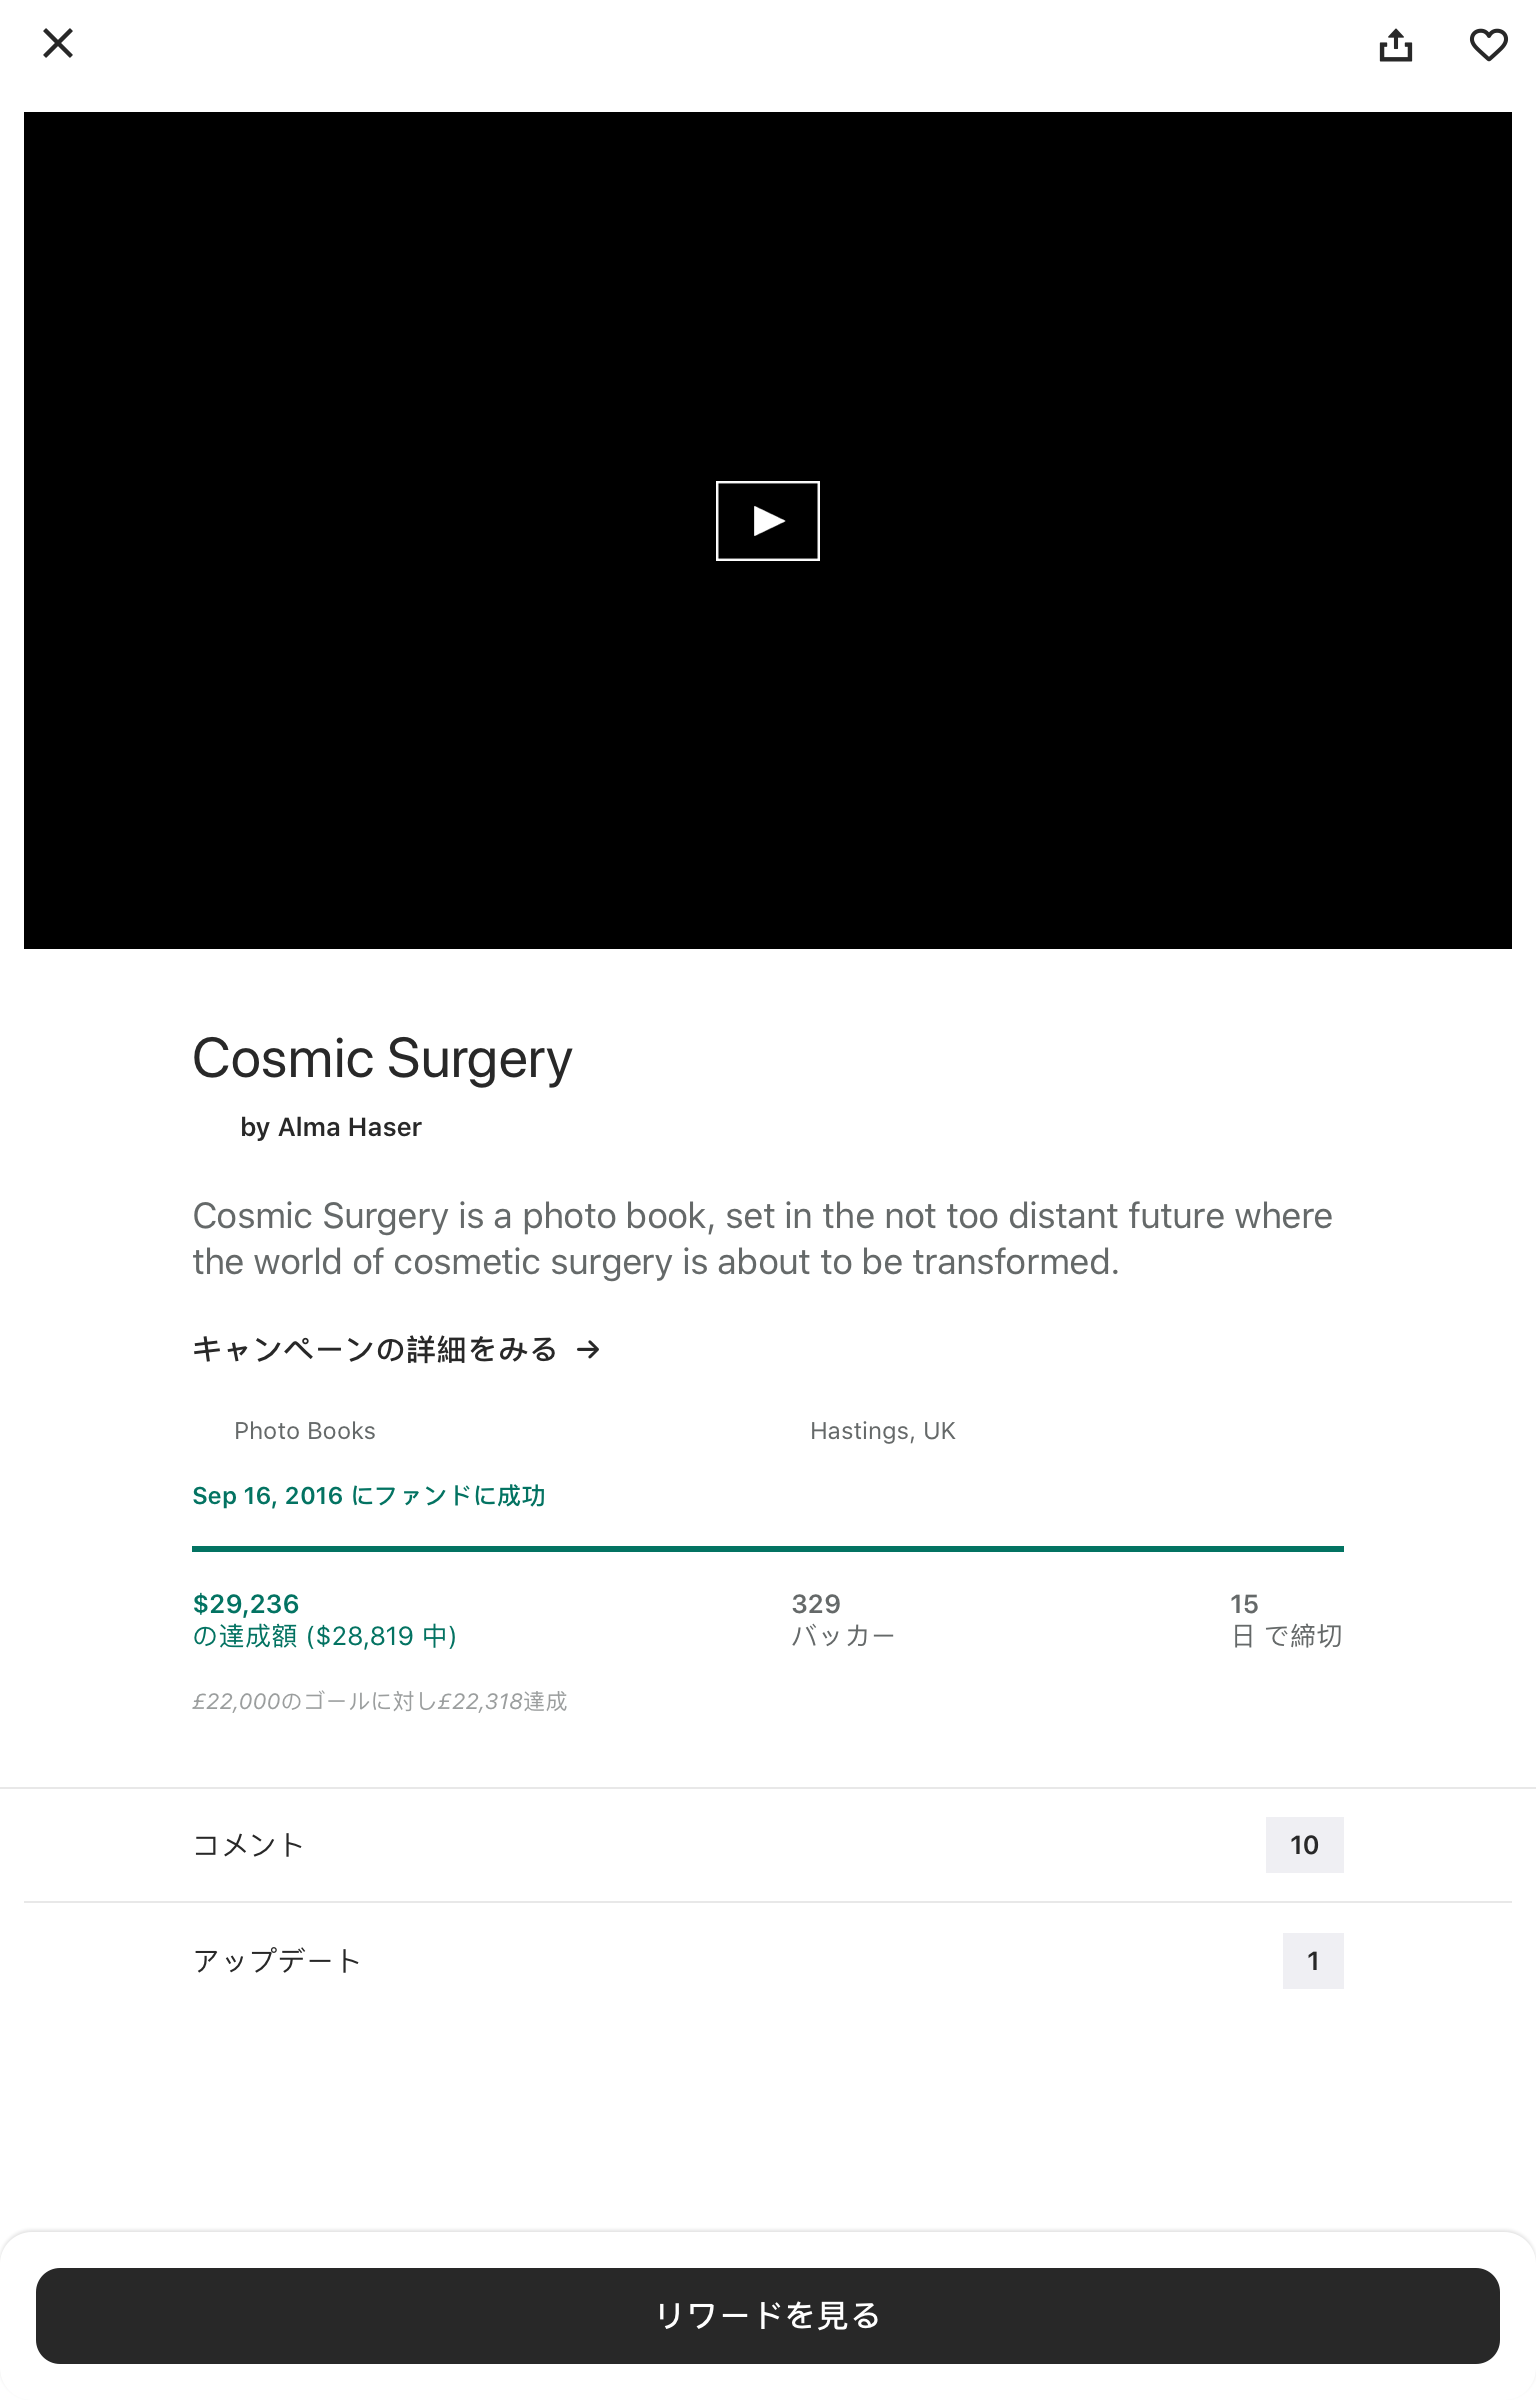 Cosmic Surgery
by Alma Haser
Cosmic Surgery is a photo book, set in the not too distant future where
the world of cosmetic surgery is about to be transformed.
キャンペーンの詳細をみる →
Photo Books
Hastings, UK
Sep 16, 2016 にファンドに成功
$29,236
の達成額 ($28,819 中)
329
バッカー
15
日 で締切
£22,000のゴールに対し£22,318達成
コメント
10
アップデート
1
リワードを見る